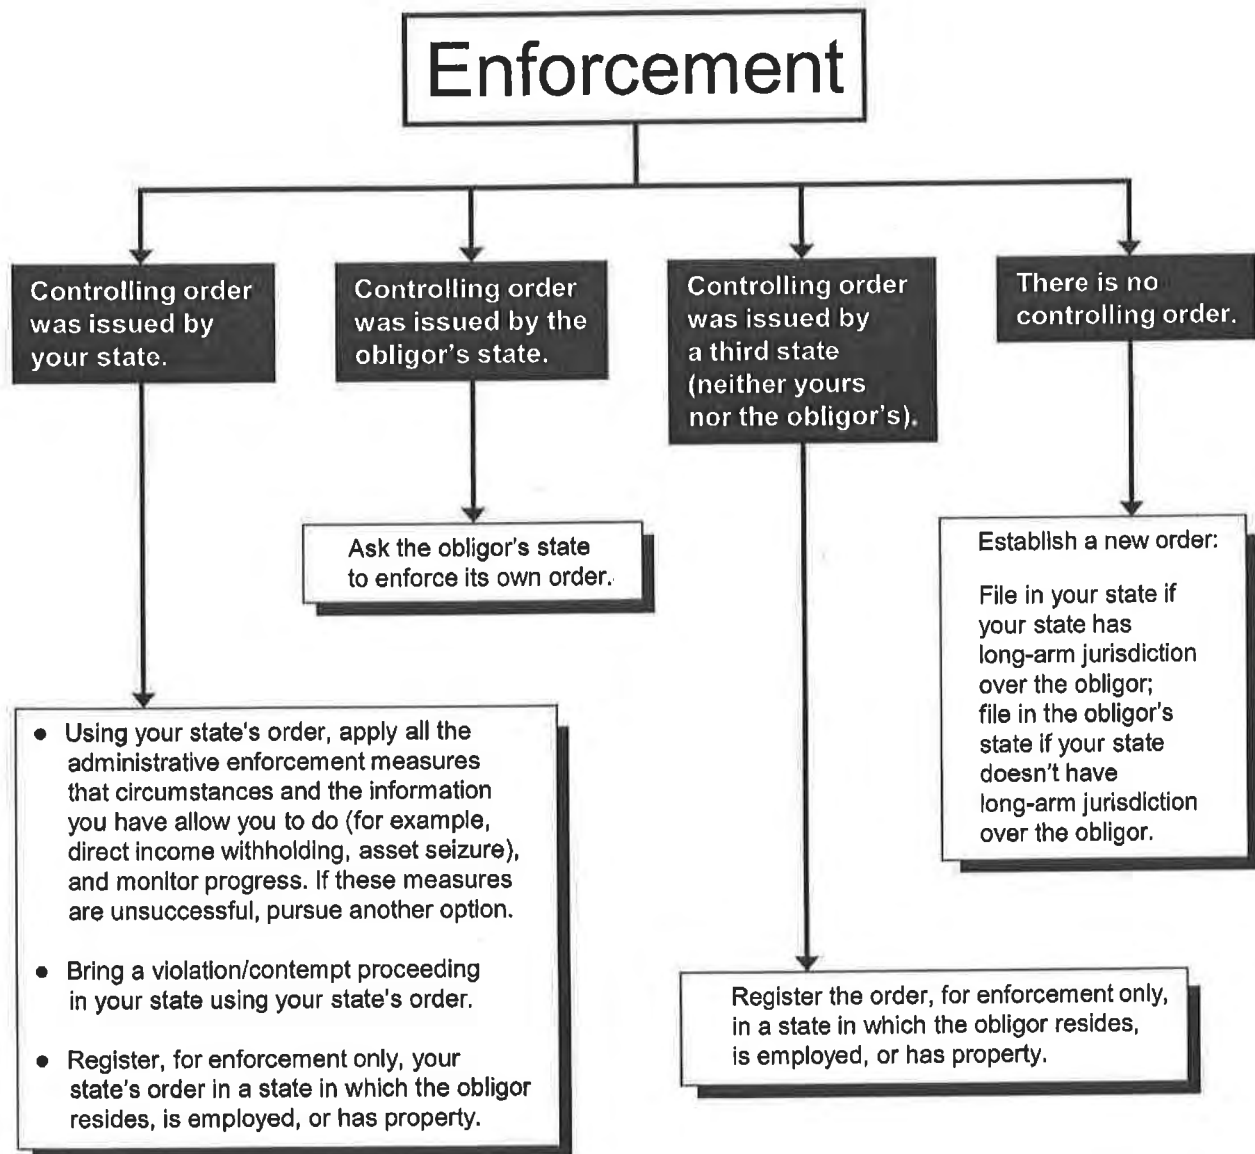 Enforcement
Controlling order
was issued by
your state.
Controlling order
was issued by the
obligor's state.
Controlling order
was issued by
a third state
(neither yours
nor the obligor's).
There is no
controlling order.
Ask the obligor's state
to enforce its own order.
Establish a new order:
File in your state if
your state has
long-arm jurisdiction
over the obligor;
file in the obligor's
state if your state
doesn't have
long-arm jurisdiction
over the obligor.
● Using your state's order, apply all the
administrative enforcement measures
that circumstances and the information
you have allow you to do (for example,
direct income withholding, asset seizure),
and monitor progress. If these measures
are unsuccessful, pursue another option.
● Bring a violation/contempt proceeding
in your state using your state's order.
● Register, for enforcement only, your
state's order in a state in which the obligor
resides, is employed, or has property.
Register the order, for enforcement only,
in a state in which the obligor resides,
is employed, or has property.